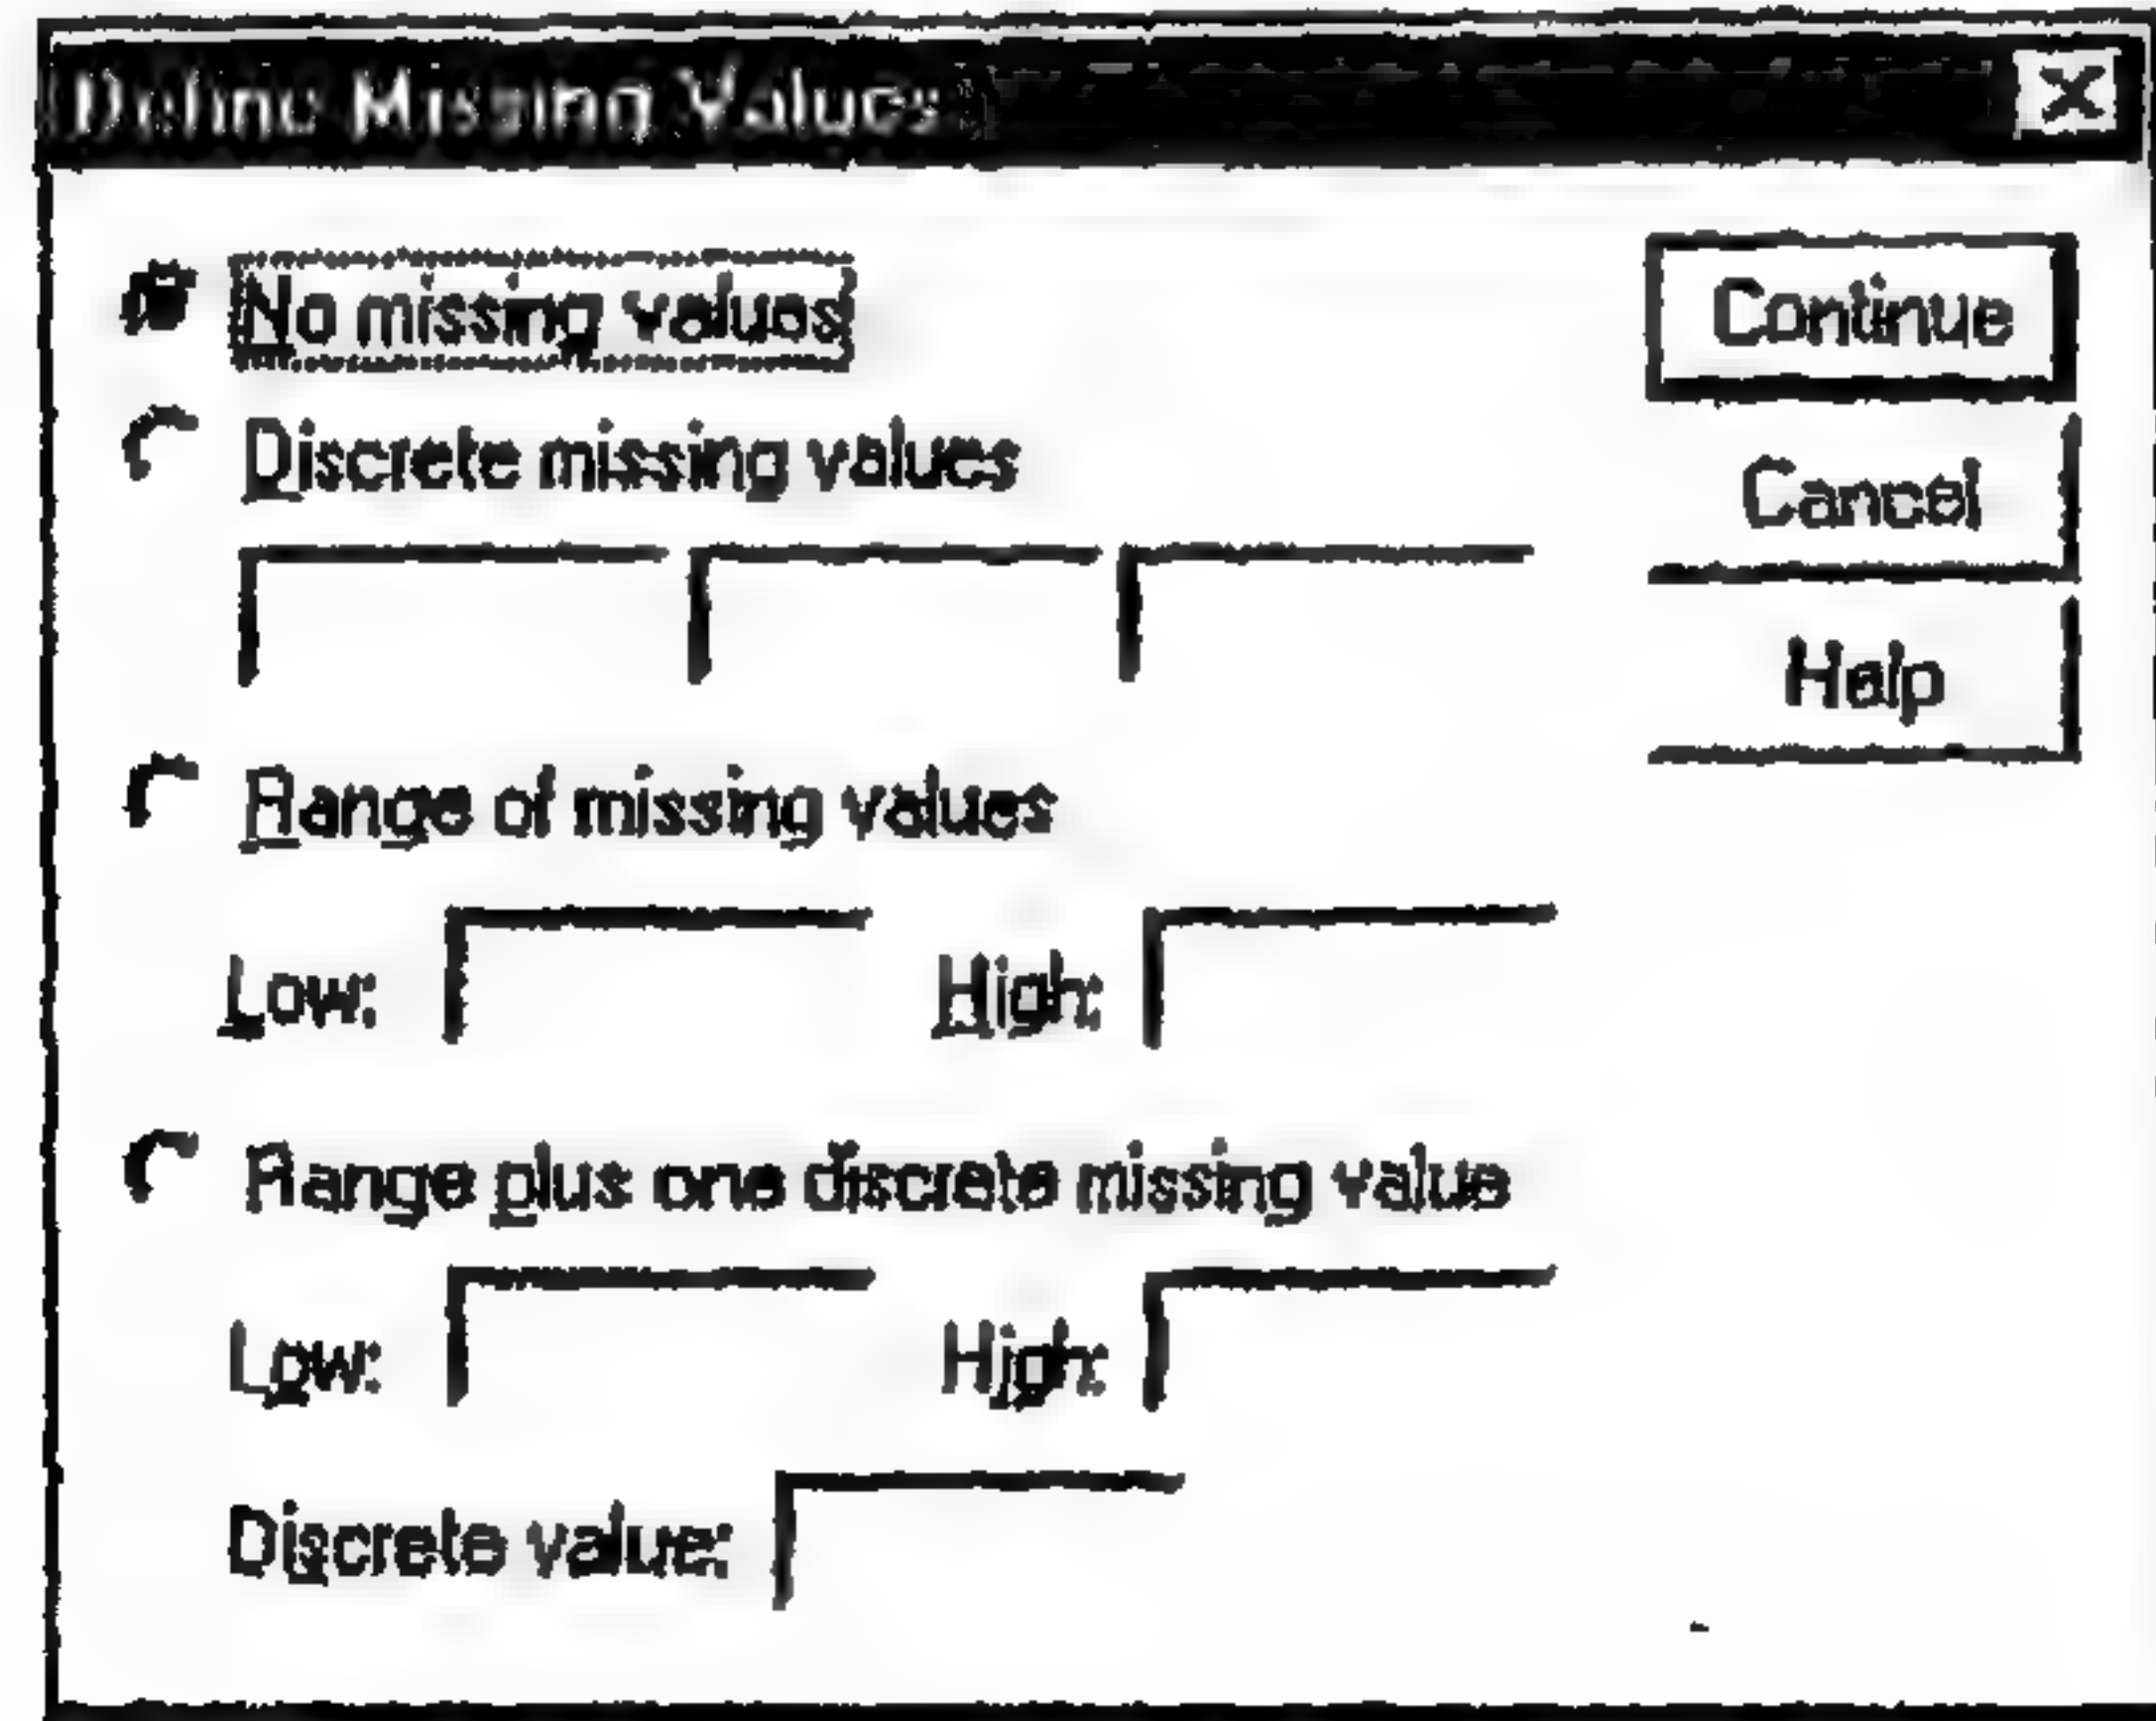 Define Missing Values
No missing values
Continue
Discrete missing values
Cancel
Help
Range of missing values
Low: High:
Range plus one discrete missing value
Low: High:
Discrete value: